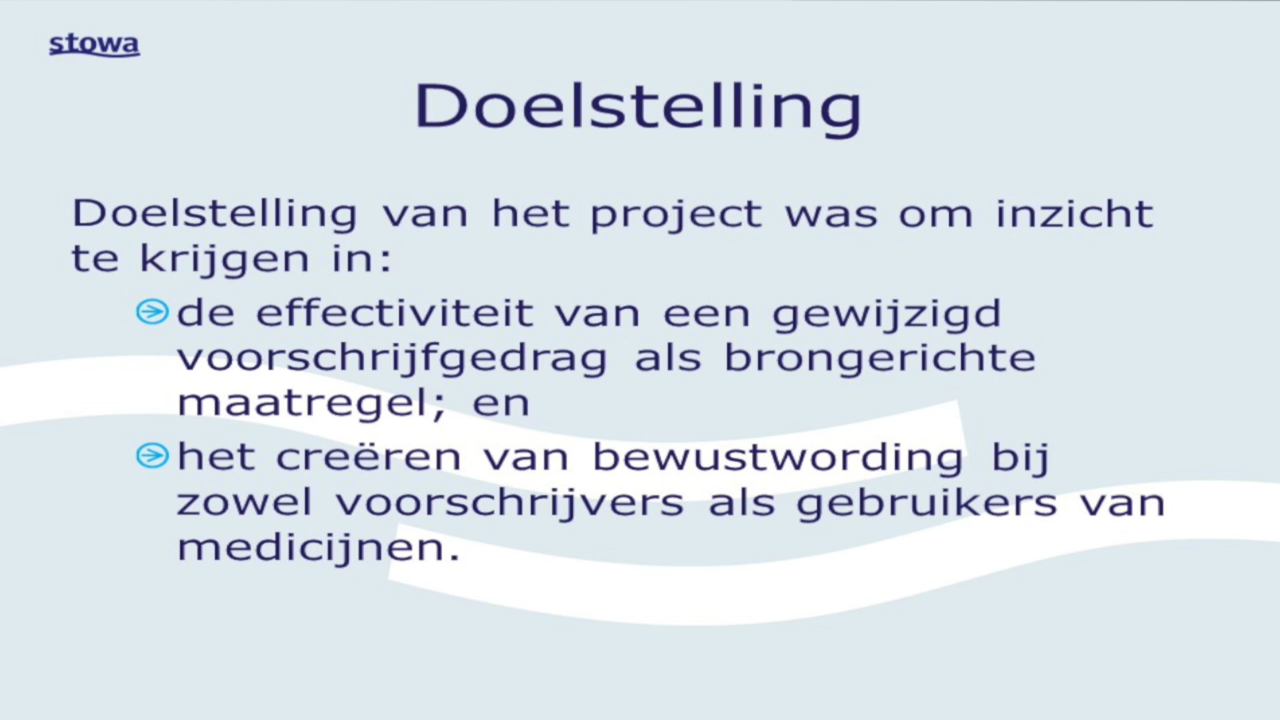 stowa
Doelstelling
Doelstelling van het project was om inzicht
te krijgen in:
de effectiviteit van een gewijzigd
voorschrijfgedrag als brongerichte
maatregel; en
het creëren van bewustwording bij
zowel voorschrijvers als gebruikers van
medicijnen.